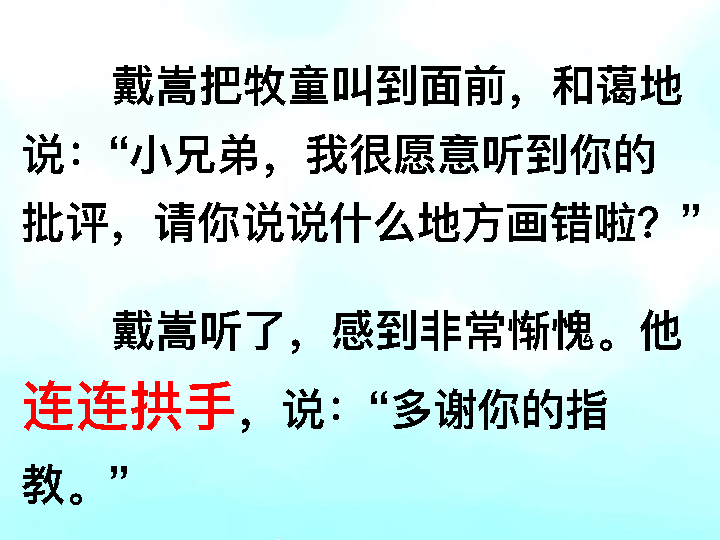 戴嵩把牧童叫到面前，和蔼地
说：“小兄弟，我很愿意听到你的
批评，请你说说什么地方画错啦？”
戴嵩听了，感到非常惭愧。他
连连拱手，说：“多谢你的指
教。”